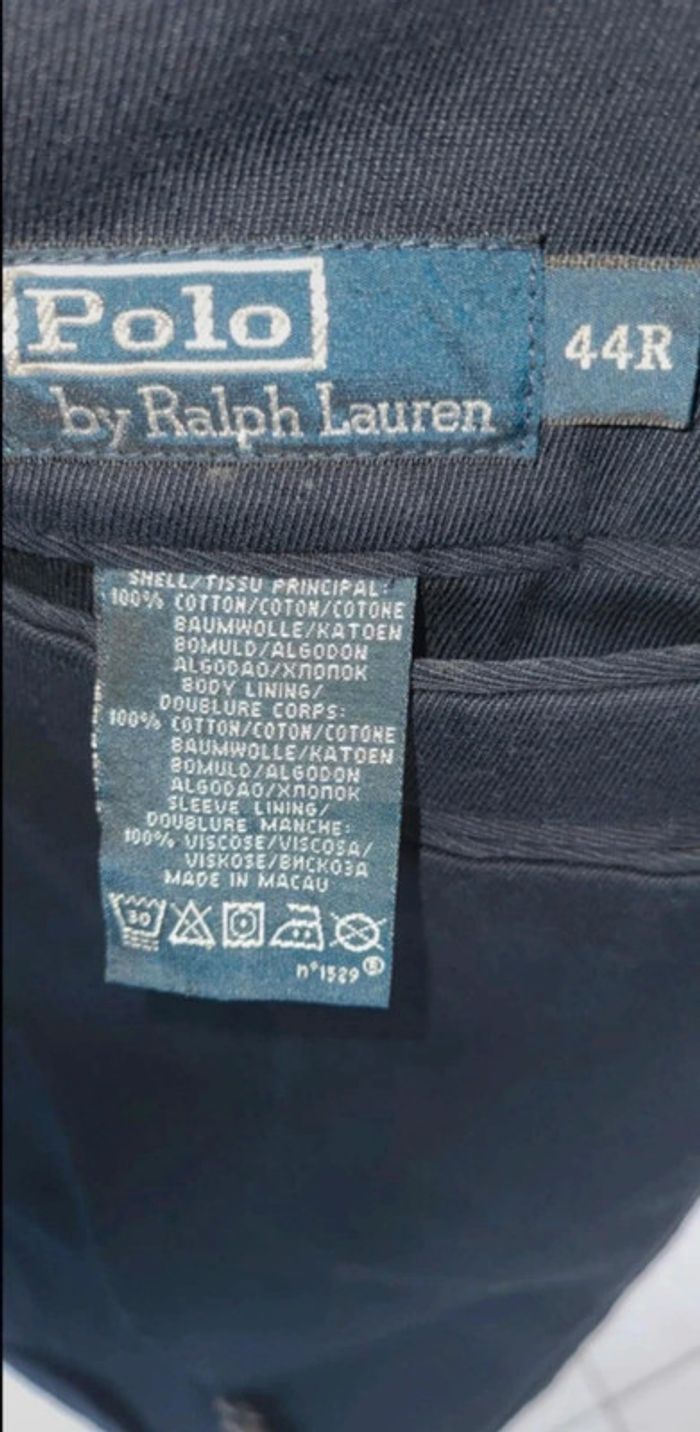 Polo
by Ralph Lauren
44R
SHELL/TISSU PRINCIPAL:
100% COTTON/COTON/COTONE
BAUMWOLLE/KATOEN
BOMULD/ALGODON
ALGODAO/ХЛОПОК
BODY LINING/
DOUBLURE CORPS:
100% COTTON/COTON/COTONE
BAUMWOLLE/KATOEN
BOMULD/ALGODON
ALGODAO/ХЛОПОК
SLEEVE LINING/
DOUBLURE MANCHE:
100% VISCOSE/VISCOSA/
VISKOSE/ВИСКОЗА
MADE IN MACAU
30
n°1529